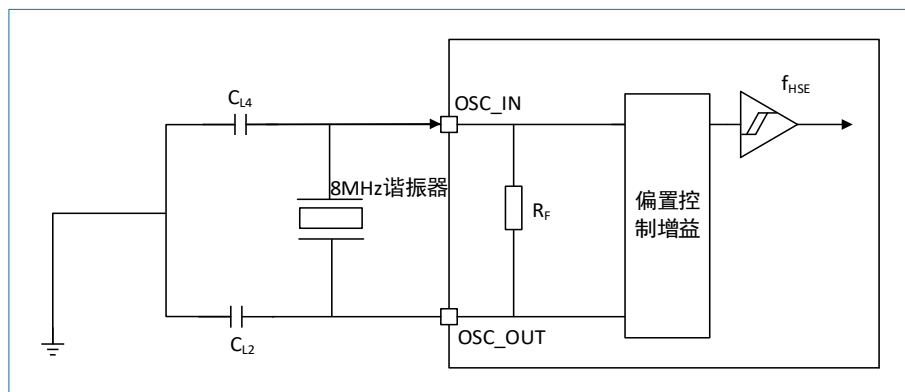 C_L4
OSC_IN
f_HSE
8MHz谐振器
R_F
偏置控
制增益
OSC_OUT
C_L2